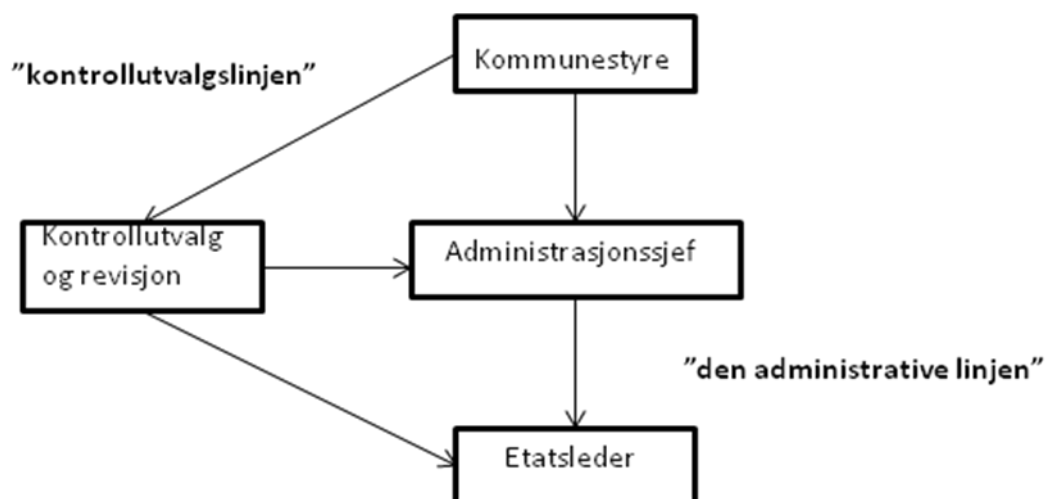 Kommunestyre
”kontrollutvalgslinjen”
Kontrollutvalg
og revisjon
Administrasjonssjef
”den administrative linjen”
Etatsleder